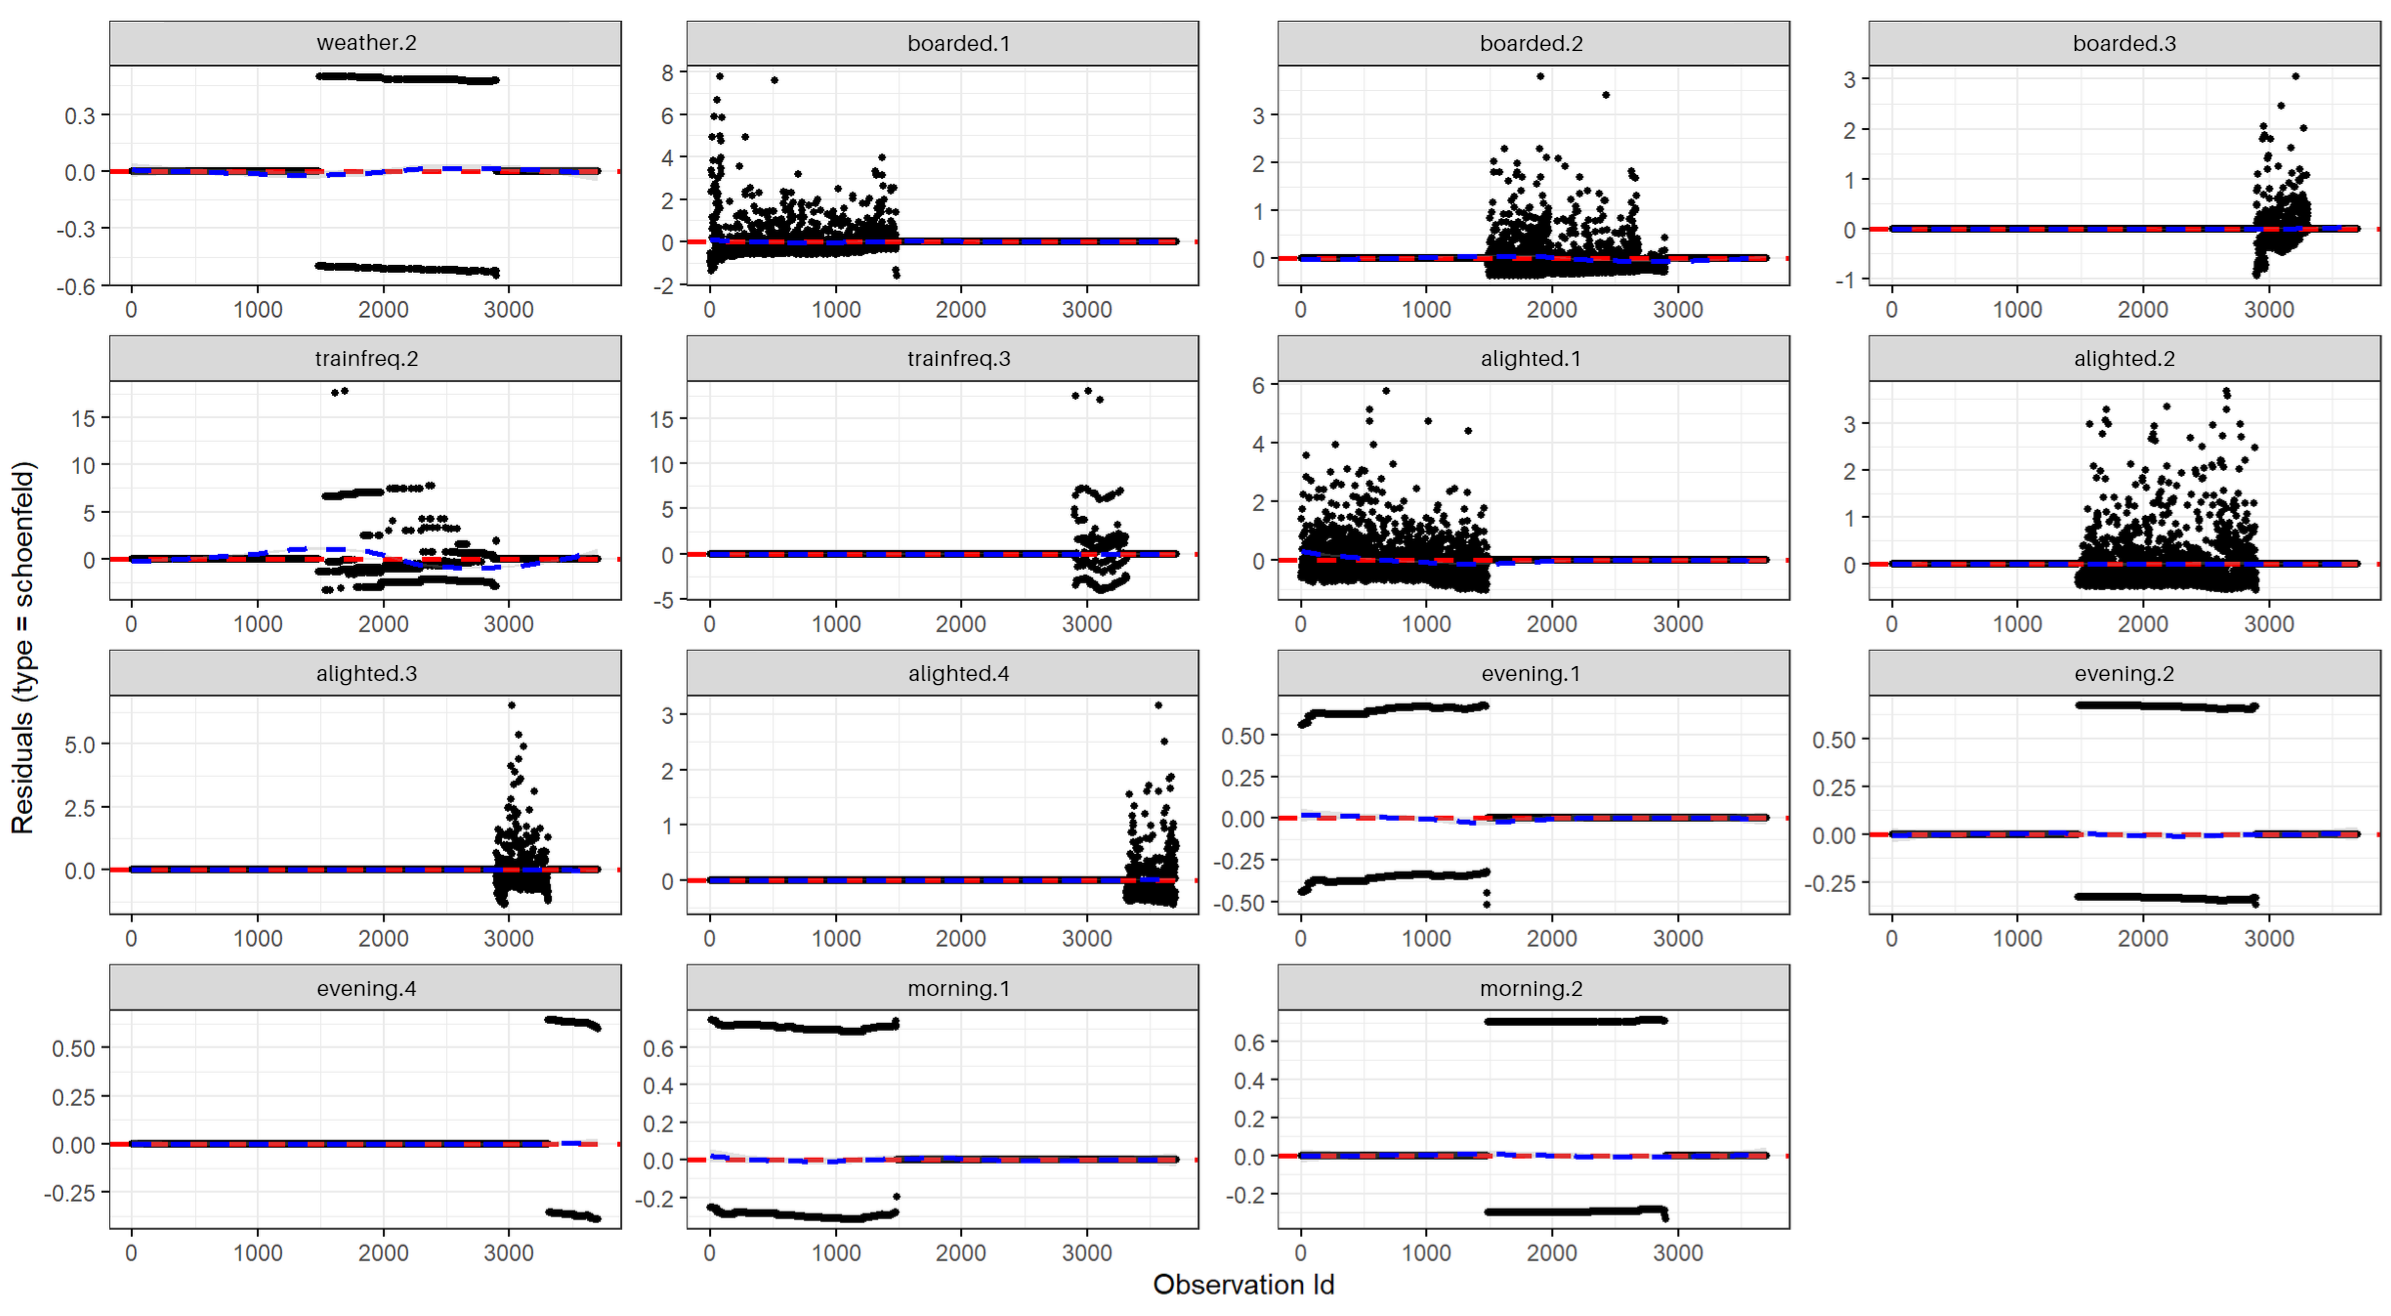 weather.2
boarded.1
boarded.2
boarded.3
0.3
0.0
-0.3
-0.6
0 1000 2000 3000
8
6
4
2
0
-2
0 1000 2000 3000
3
2
1
0
0 1000 2000 3000
3
2
1
0
-1
0 1000 2000 3000
trainfreq.2
trainfreq.3
alighted.1
alighted.2
15
10
5
0
0 1000 2000 3000
15
10
5
0
-5
0 1000 2000 3000
6
4
2
0
0 1000 2000 3000
3
2
1
0
0 1000 2000 3000
Residuals (type = schoenfeld)
alighted.3
alighted.4
evening.1
evening.2
5.0
2.5
0.0
0 1000 2000 3000
3
2
1
0
0 1000 2000 3000
0.50
0.25
0.00
-0.25
-0.50
0 1000 2000 3000
0.50
0.25
0.00
-0.25
0 1000 2000 3000
evening.4
morning.1
morning.2
0.50
0.25
0.00
-0.25
0 1000 2000 3000
0.6
0.4
0.2
0.0
-0.2
0 1000 2000 3000
0.6
0.4
0.2
0.0
-0.2
0 1000 2000 3000
Observation Id